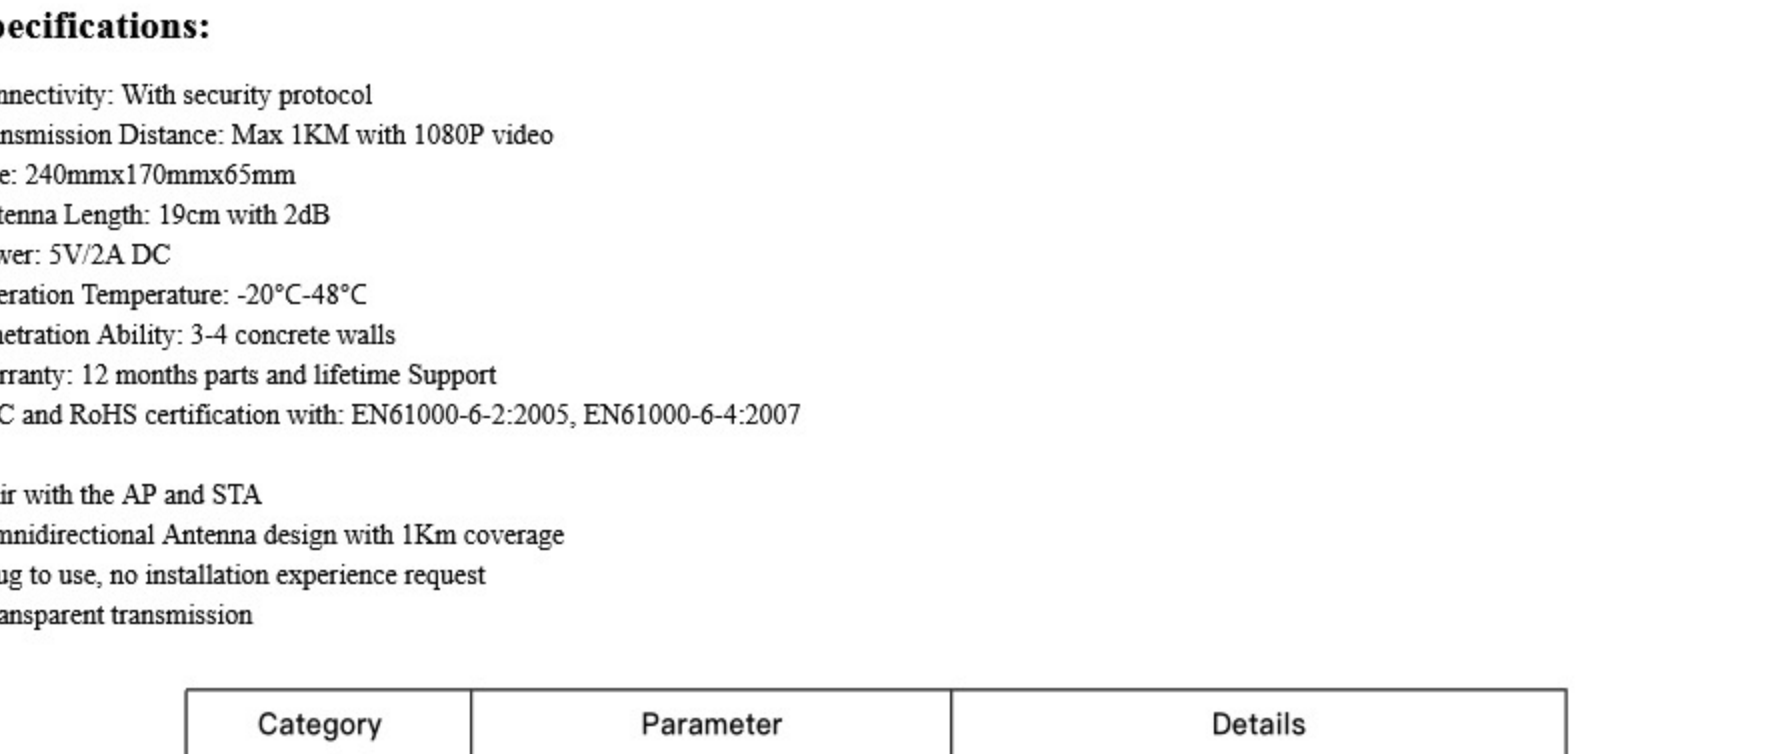 pecifications:
nnectivity: With security protocol
nsmission Distance: Max 1KM with 1080P video
e: 240mmx170mmx65mm
tenna Length: 19cm with 2dB
wer: 5V/2A DC
eration Temperature: -20°C-48°C
netration Ability: 3-4 concrete walls
rranty: 12 months parts and lifetime Support
C and RoHS certification with: EN61000-6-2:2005, EN61000-6-4:2007
ir with the AP and STA
mnidirectional Antenna design with 1Km coverage
ug to use, no installation experience request
ansparent transmission
Category Parameter Details